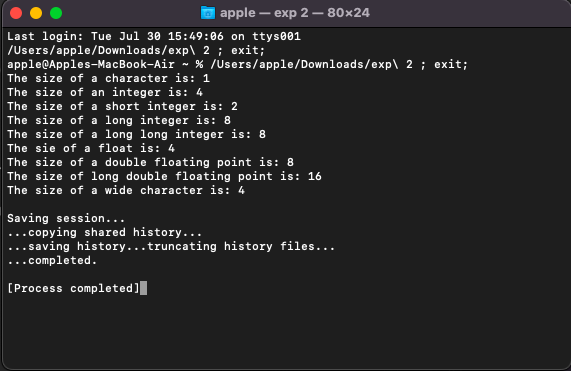 apple — exp 2 — 80×24
Last login: Tue Jul 30 15:49:06 on ttys001
/Users/apple/Downloads/exp\ 2 ; exit;
apple@Apples-MacBook-Air ~ % /Users/apple/Downloads/exp\ 2 ; exit;
The size of a character is: 1
The size of an integer is: 4
The size of a short integer is: 2
The size of a long integer is: 8
The size of a long long integer is: 8
The sie of a float is: 4
The size of a double floating point is: 8
The size of long double floating point is: 16
The size of a wide character is: 4
Saving session...
...copying shared history...
...saving history...truncating history files...
...completed.
[Process completed]